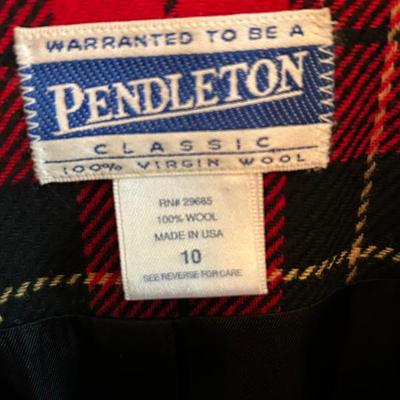 WARRANTED TO BE A
PENDLETON
CLASSIC
100% VIRGIN WOOL
RN# 29685
100% WOOL
MADE IN USA
10
SEE REVERSE FOR CARE